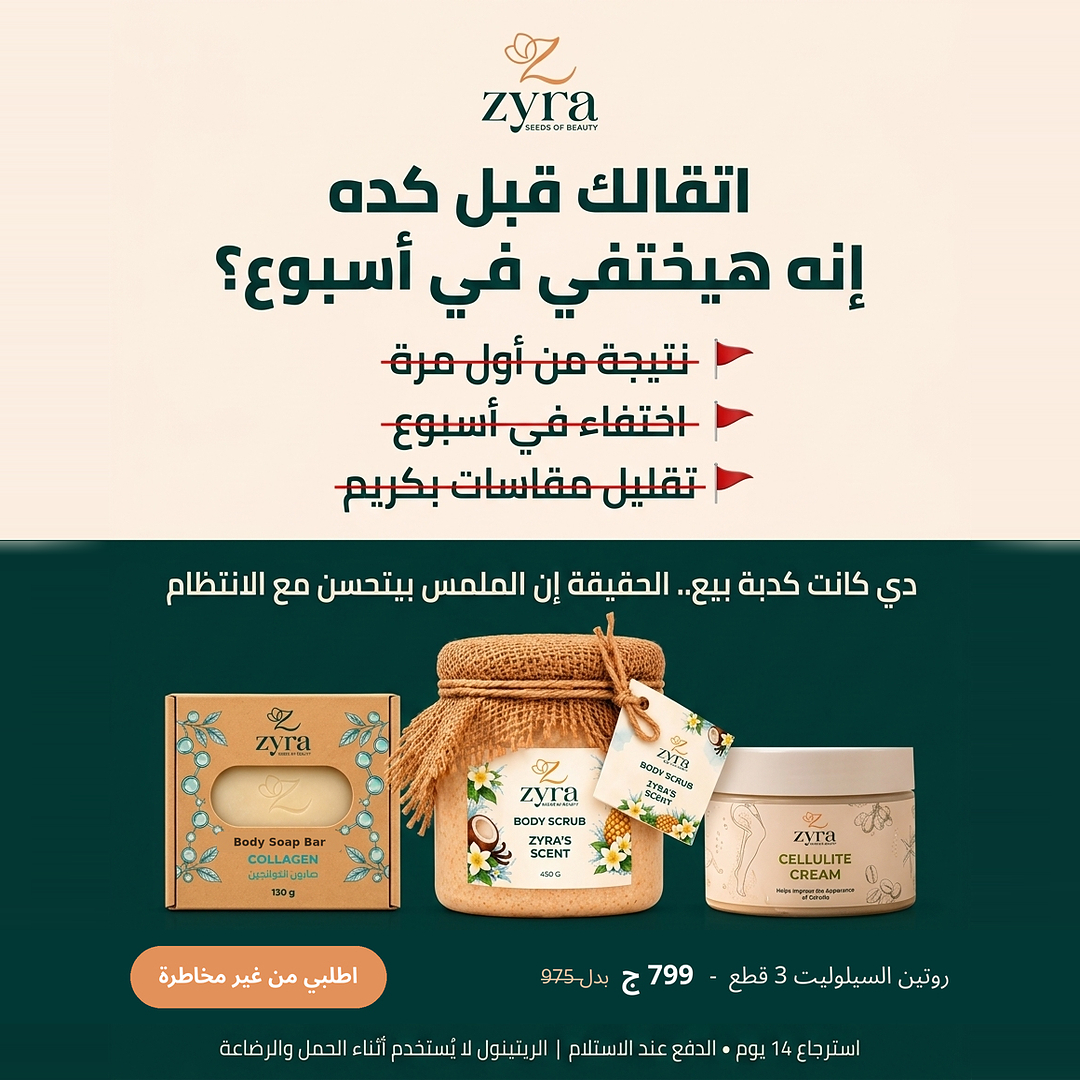 zyra
SEEDS OF BEAUTY
اتقالك قبل كده
إنه هيختفي في أسبوع؟
نتيجة من أول مرة
اختفاء في أسبوع
تقليل مقاسات بكريم
دي كانت كدبة بيع.. الحقيقة إن الملمس بيتحسن مع الانتظام
zyra
Body Soap Bar
COLLAGEN
130 g
zyra
BODY SCRUB
ZYRA'S
SCENT
450 G
zyra
BODY SCRUB
SCENT
zyra
CELLULITE
CREAM
Helps Improve the Appearance
of
روتين السيلوليت 3 قطع - 799 ج بدل 975
اطلبي من غير مخاطرة
استرجاع 14 يوم • الدفع عند الاستلام | الريتينول لا يُستخدم أثناء الحمل والرضاعة